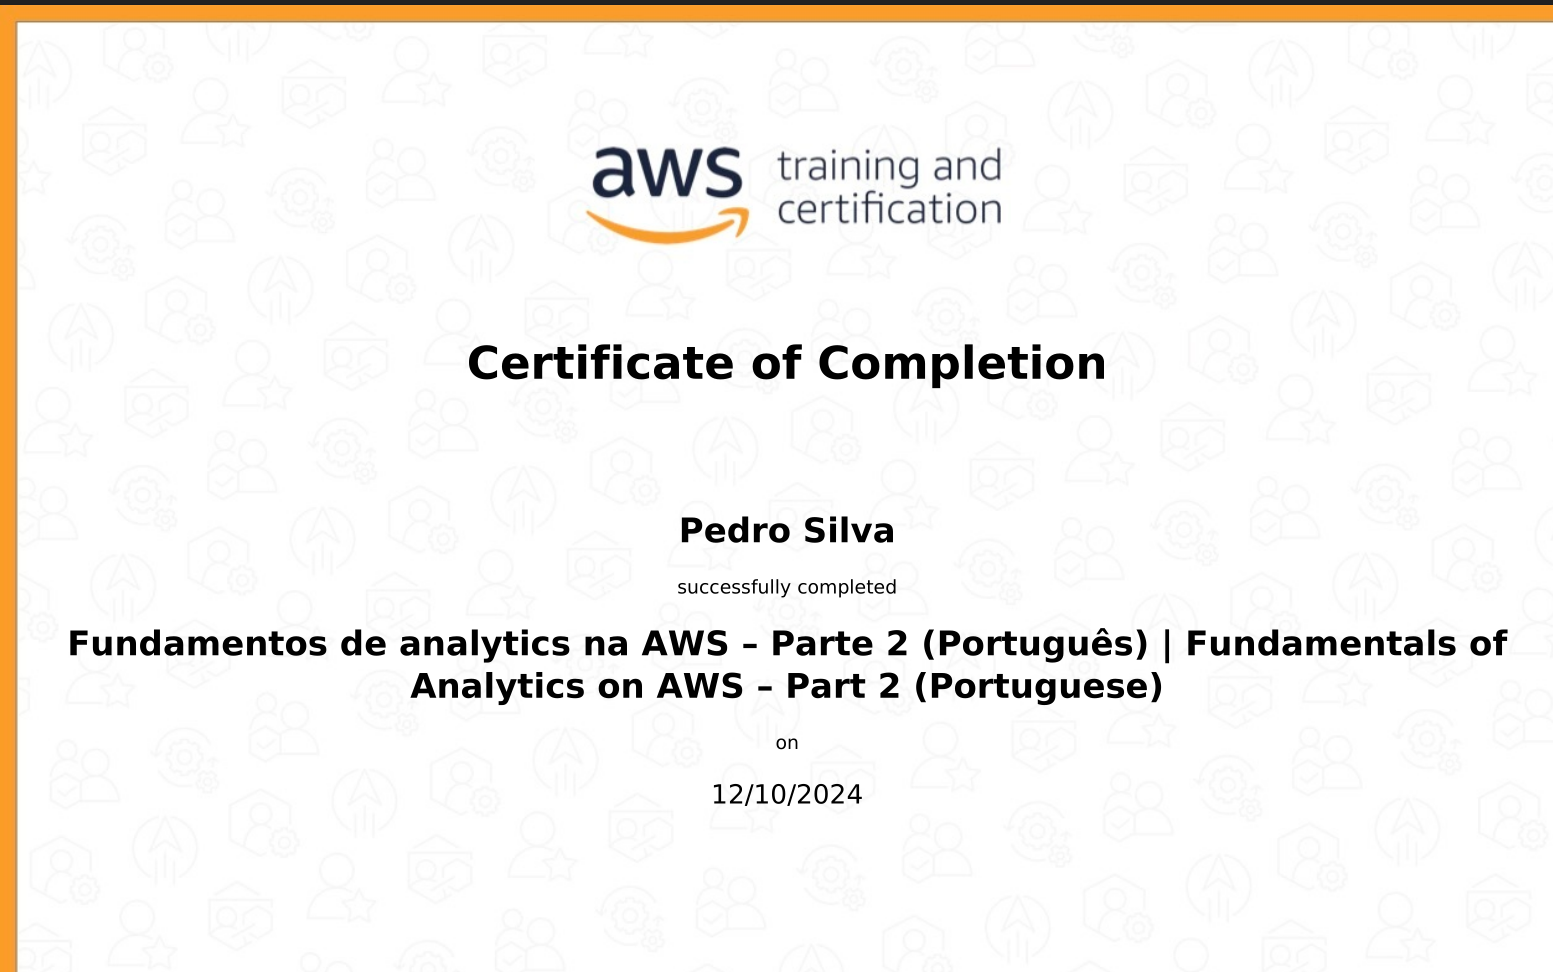 aws training and
certification
Certificate of Completion
Pedro Silva
successfully completed
Fundamentos de analytics na AWS – Parte 2 (Português) | Fundamentals of
Analytics on AWS – Part 2 (Portuguese)
on
12/10/2024